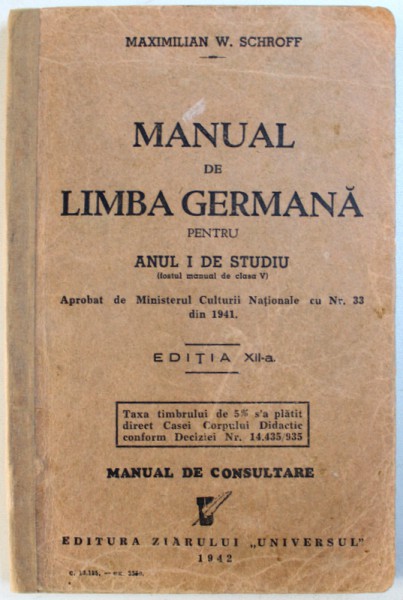 MAXIMILIAN W. SCHROFF
MANUAL
DE
LIMBA GERMANĂ
PENTRU
ANUL I DE STUDIU
(fostul manual de clasa V)
Aprobat de Ministerul Culturii Naționale cu Nr. 33
din 1941.
EDIȚIA XII-a.
Taxa timbrului de 5% s'a plătit
direct Casei Corpului Didactic
conform Deciziei Nr. 14.435/935
MANUAL DE CONSULTARE
EDITURA ZIARULUI „UNIVERSUL"
1942